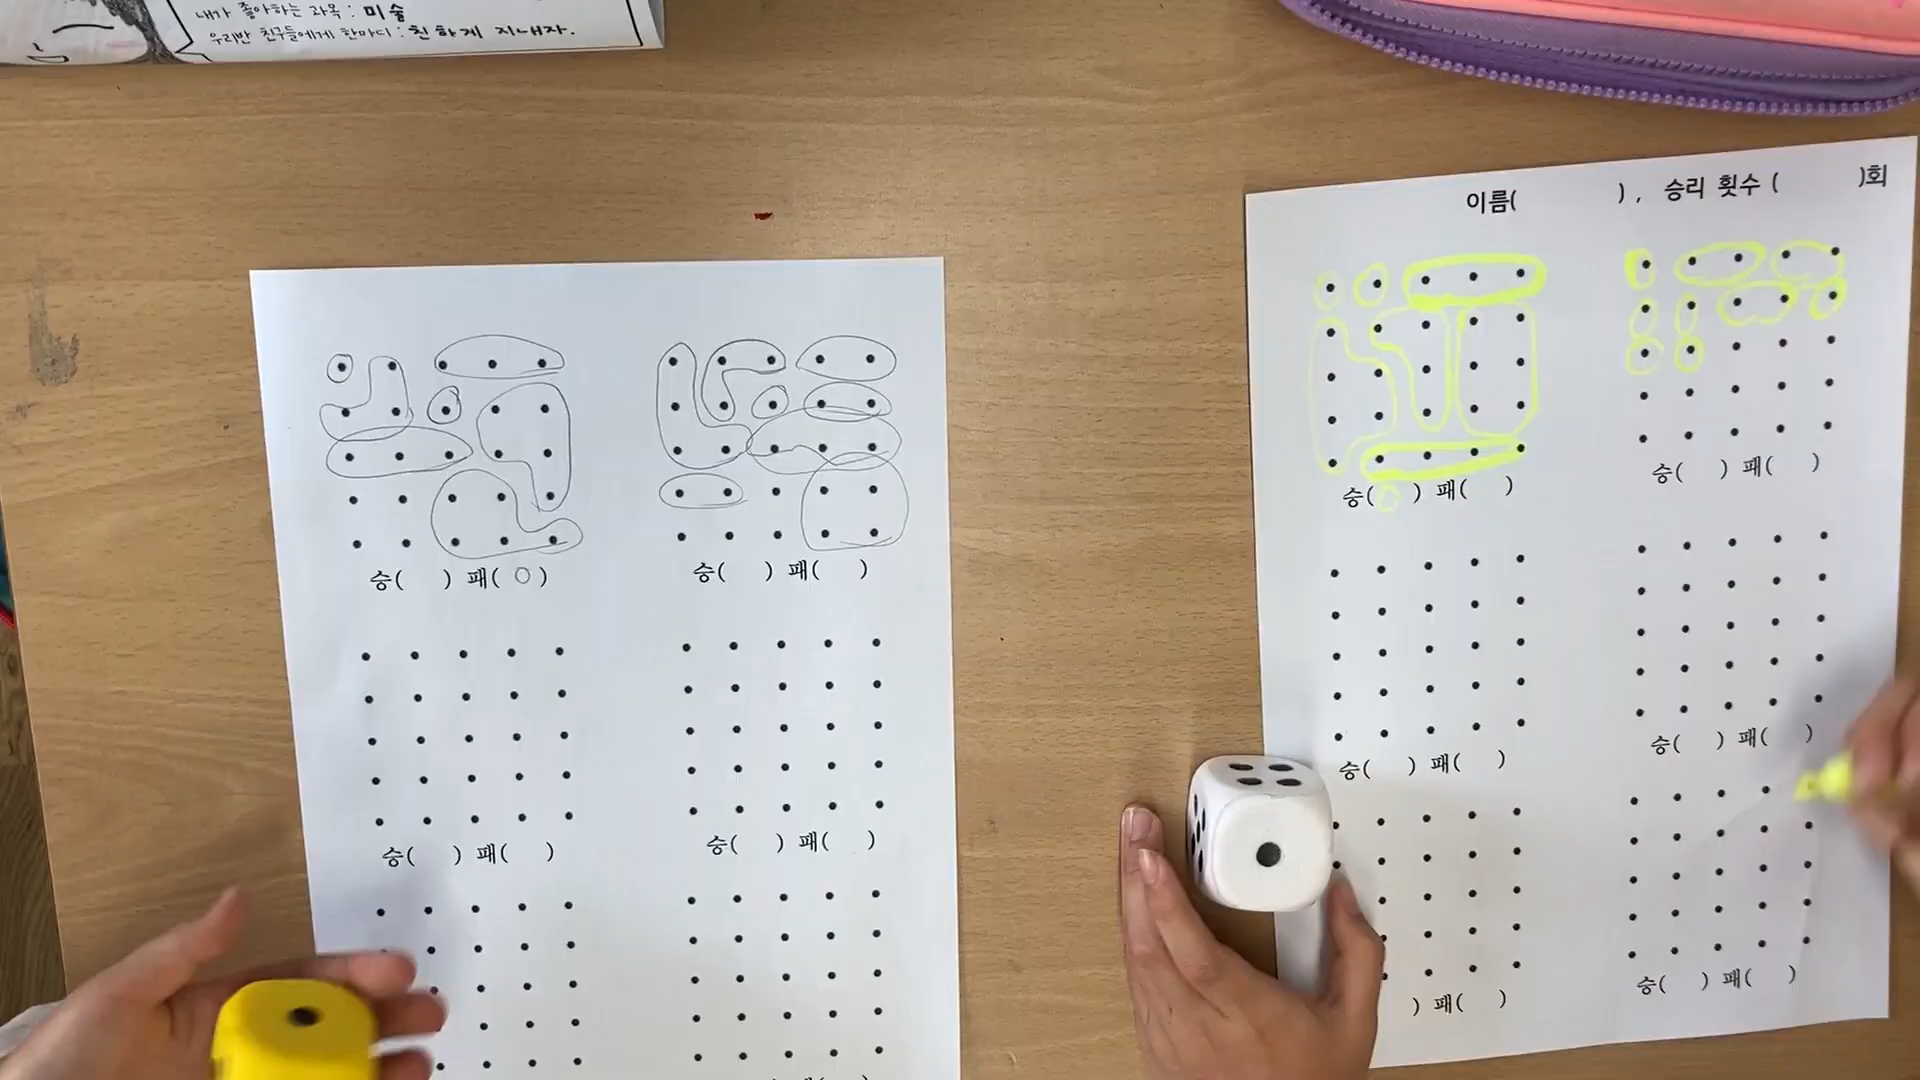 내가 좋아하는 과목 : 미술
우리반 친구들에게 한마디 : 친하게 지내자.
이름( ) , 승리 횟수 ( )회
승( ) 패( ○ )
승( ) 패( )
승( ) 패( )
승( ) 패( )
승( ○ ) 패( )
승( ) 패( )
승( ) 패( )
승( ) 패( )
) 패( )
승( ) 패( )